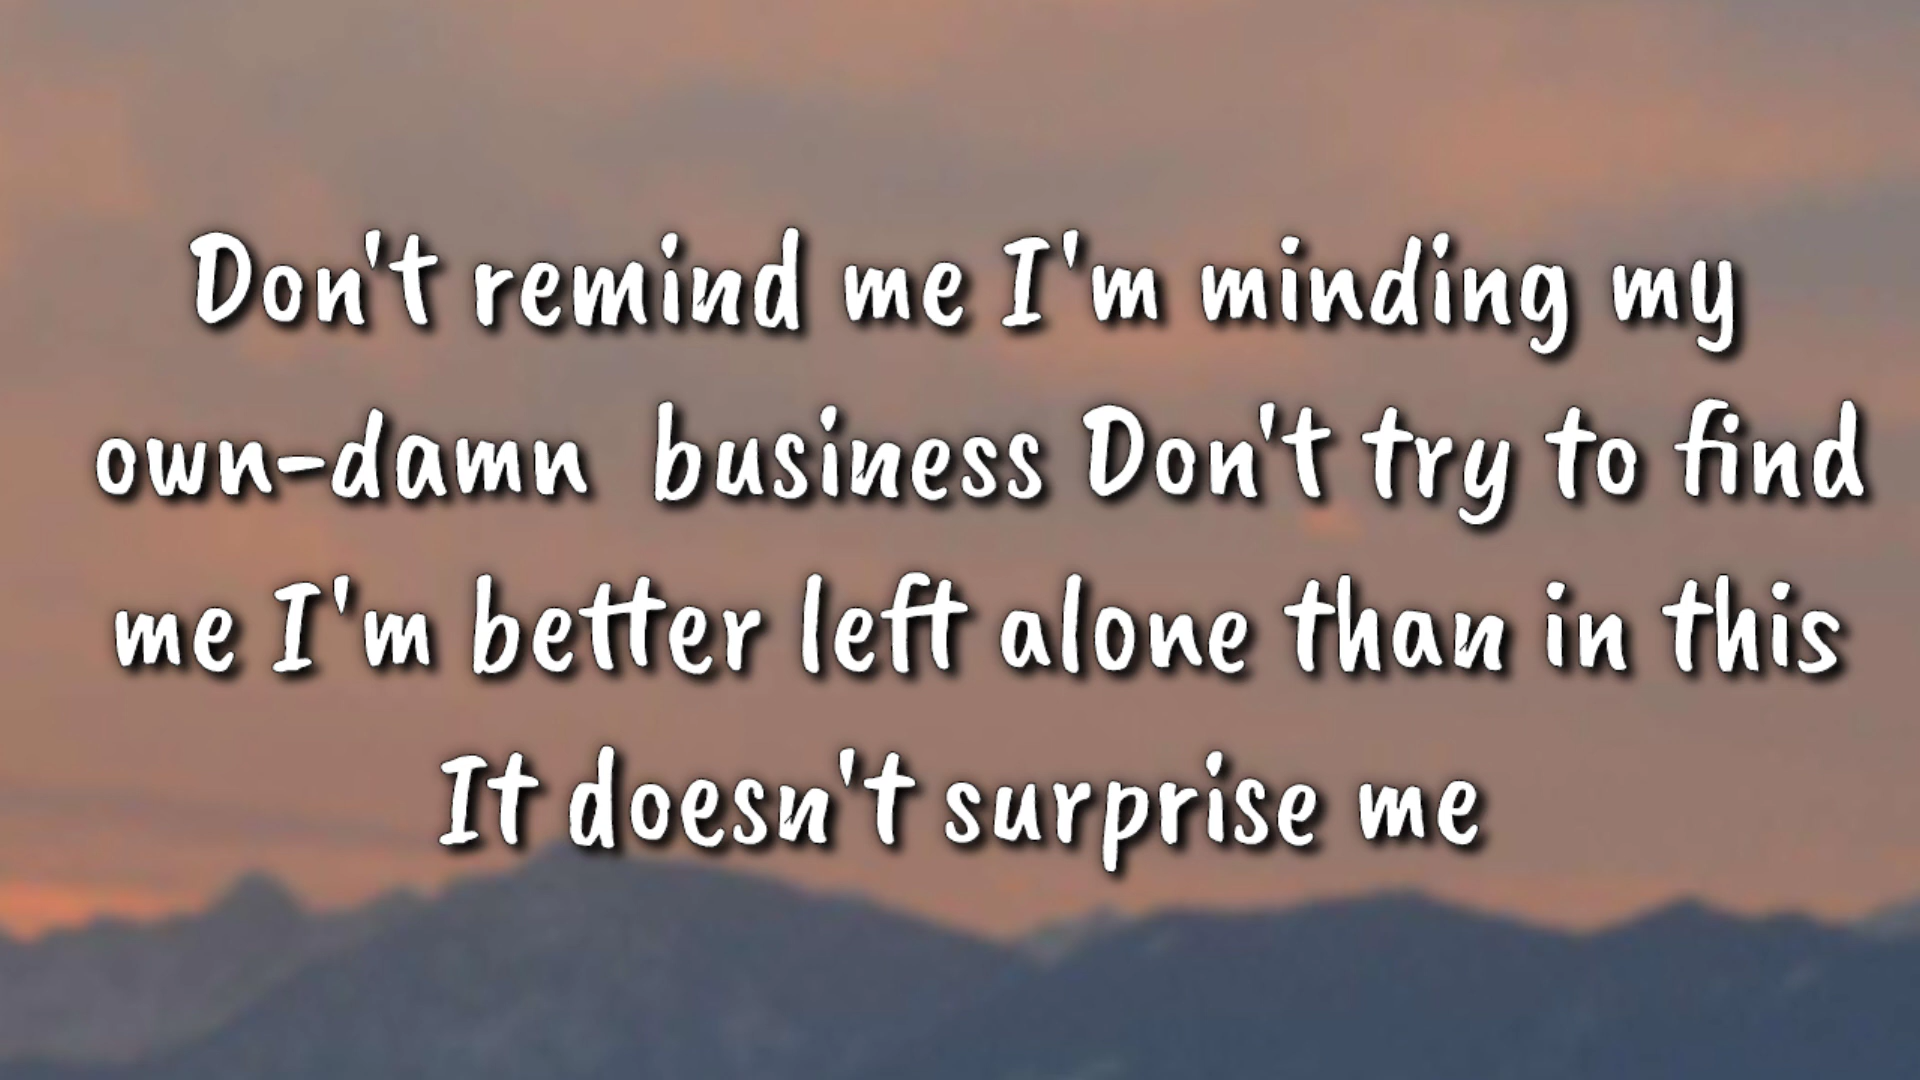 Don't remind me I'm minding my
own-damn  business Don't try to find
me I'm better left alone than in this
It doesn't surprise me